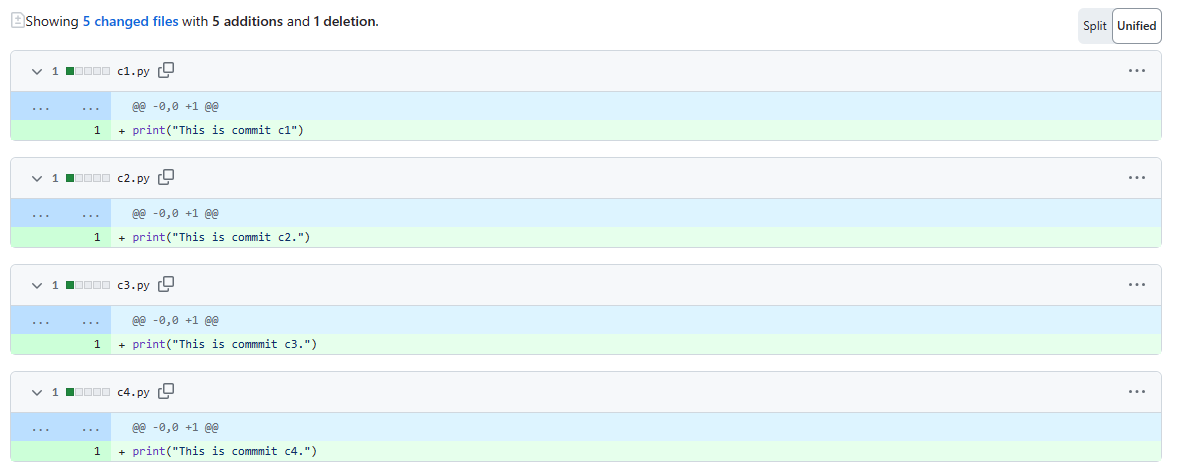 Showing 5 changed files with 5 additions and 1 deletion.
Split Unified
1 c1.py ...
... ... @@ -0,0 +1 @@
1 + print("This is commit c1")
1 c2.py ...
... ... @@ -0,0 +1 @@
1 + print("This is commit c2.")
1 c3.py ...
... ... @@ -0,0 +1 @@
1 + print("This is commmit c3.")
1 c4.py ...
... ... @@ -0,0 +1 @@
1 + print("This is commmit c4.")